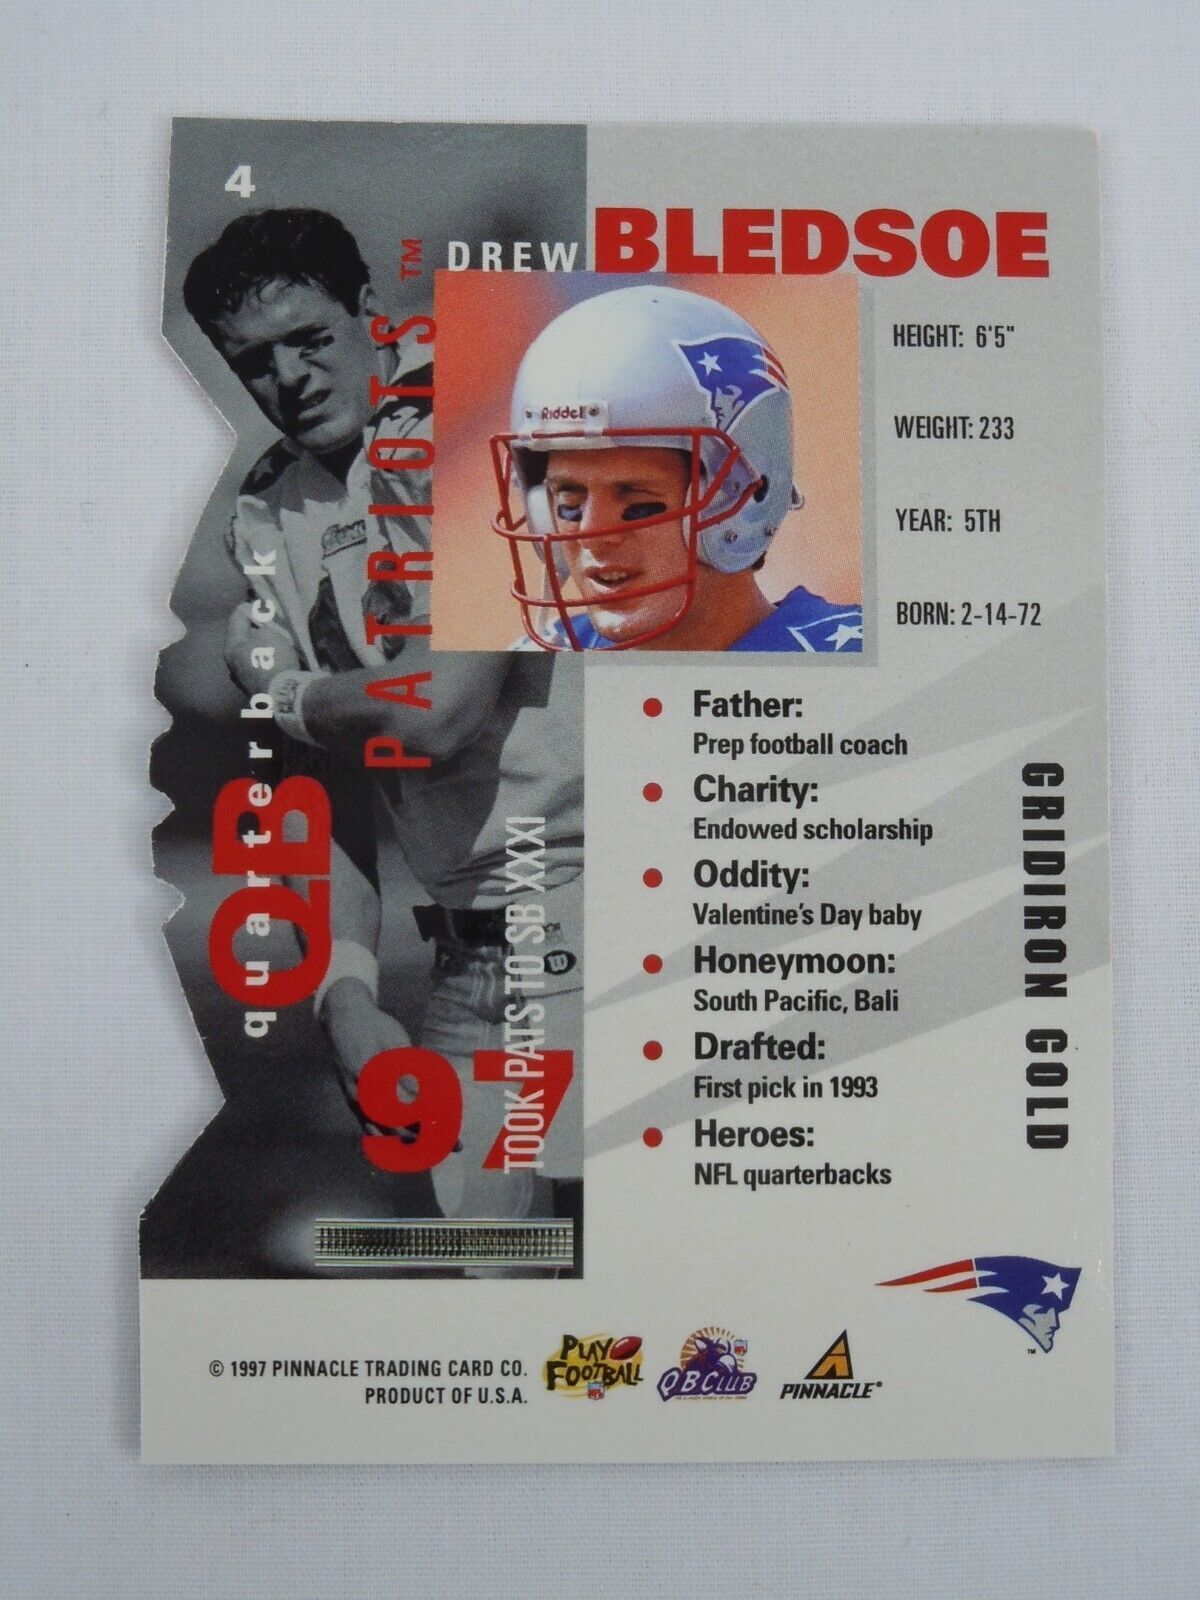 4
DREW BLEDSOE
PATRIOTS™
Riddell
HEIGHT: 6'5"
WEIGHT: 233
YEAR: 5TH
BORN: 2-14-72
quarterback
QB
97
TOOK PATS TO SB XXXI
• Father:
Prep football coach
• Charity:
Endowed scholarship
• Oddity:
Valentine's Day baby
• Honeymoon:
South Pacific, Bali
• Drafted:
First pick in 1993
• Heroes:
NFL quarterbacks
GRIDIRON GOLD
TM
© 1997 PINNACLE TRADING CARD CO.
PRODUCT OF U.S.A.
PLAY FOOTBALL
QB CLUB
PINNACLE®